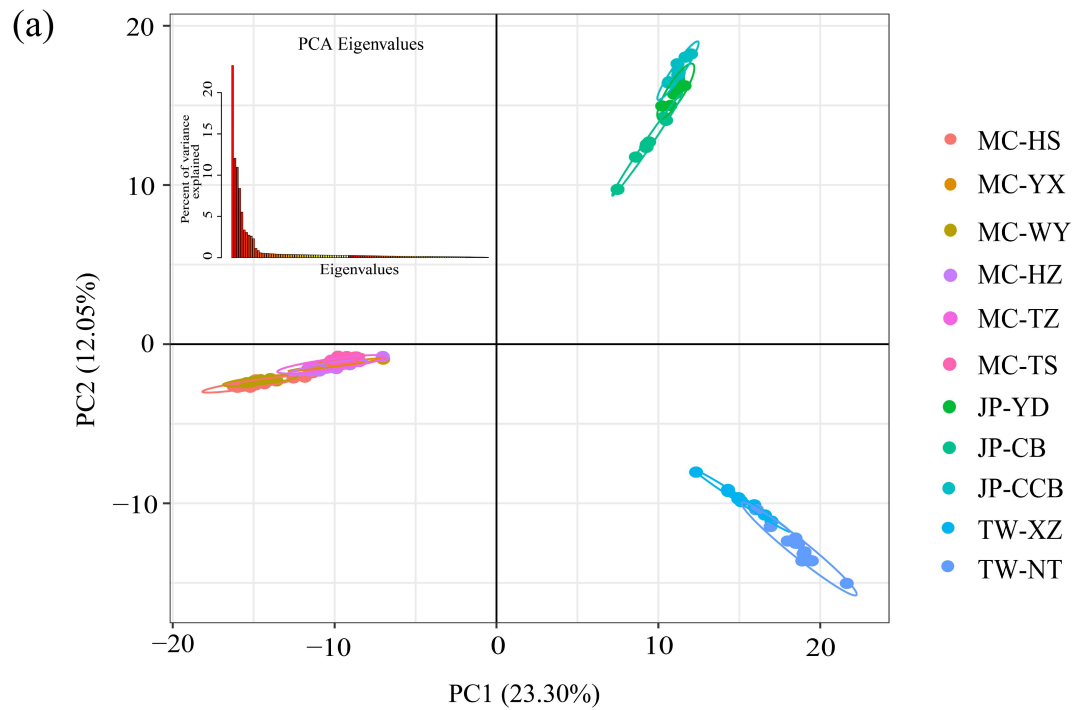 (a)
PCA Eigenvalues
Percent of variance
explained
20
15
10
5
0
Eigenvalues
20
10
0
−10
PC2 (12.05%)
−20
−10
0
10
20
PC1 (23.30%)
MC-HS
MC-YX
MC-WY
MC-HZ
MC-TZ
MC-TS
JP-YD
JP-CB
JP-CCB
TW-XZ
TW-NT